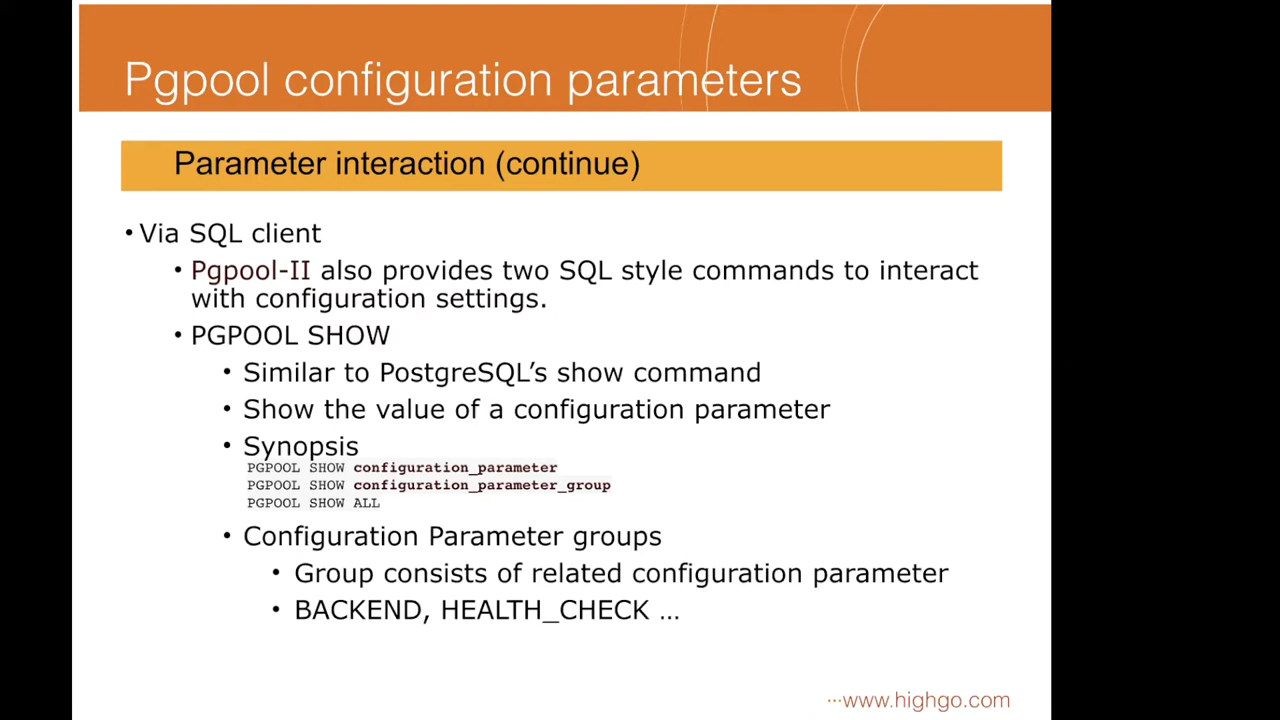 Pgpool configuration parameters
Parameter interaction (continue)
• Via SQL client
• Pgpool-II also provides two SQL style commands to interact
with configuration settings.
• PGPOOL SHOW
• Similar to PostgreSQL’s show command
• Show the value of a configuration parameter
• Synopsis
PGPOOL SHOW configuration_parameter
PGPOOL SHOW configuration_parameter_group
PGPOOL SHOW ALL
• Configuration Parameter groups
• Group consists of related configuration parameter
• BACKEND, HEALTH_CHECK …
···www.highgo.com